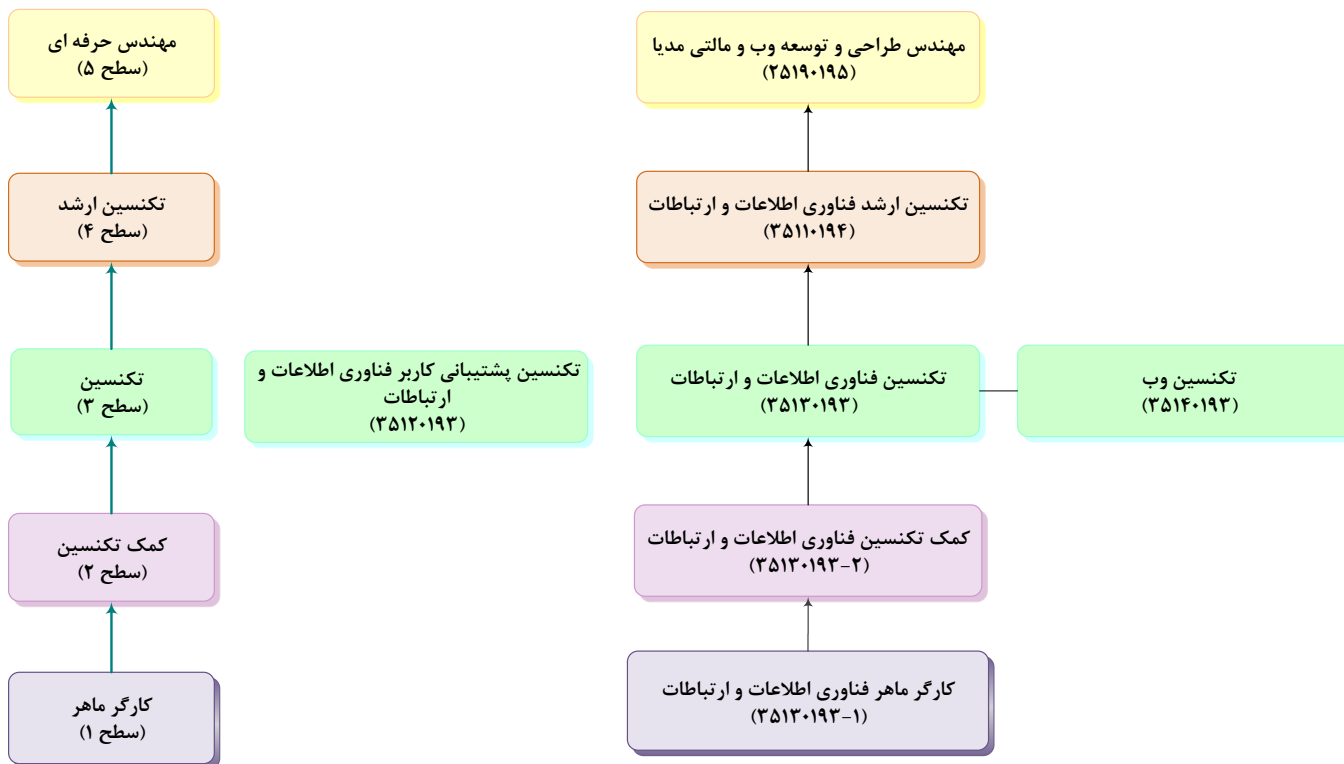 مهندس طراحی و توسعه وب و مالتی مدیا
(۲۵۱۹۰۱۹۵)
مهندس حرفه ای
(سطح ۵)
تکنسین ارشد فناوری اطلاعات و ارتباطات
(۳۵۱۱۰۱۹۴)
تکنسین ارشد
(سطح ۴)
تکنسین وب
(۳۵۱۴۰۱۹۳)
تکنسین فناوری اطلاعات و ارتباطات
(۳۵۱۳۰۱۹۳)
تکنسین پشتیبانی کاربر فناوری اطلاعات و
ارتباطات
(۳۵۱۲۰۱۹۳)
تکنسین
(سطح ۳)
کمک تکنسین فناوری اطلاعات و ارتباطات
(۳۵۱۳۰۱۹۳-۲)
کمک تکنسین
(سطح ۲)
کارگر ماهر فناوری اطلاعات و ارتباطات
(۳۵۱۳۰۱۹۳-۱)
کارگر ماهر
(سطح ۱)